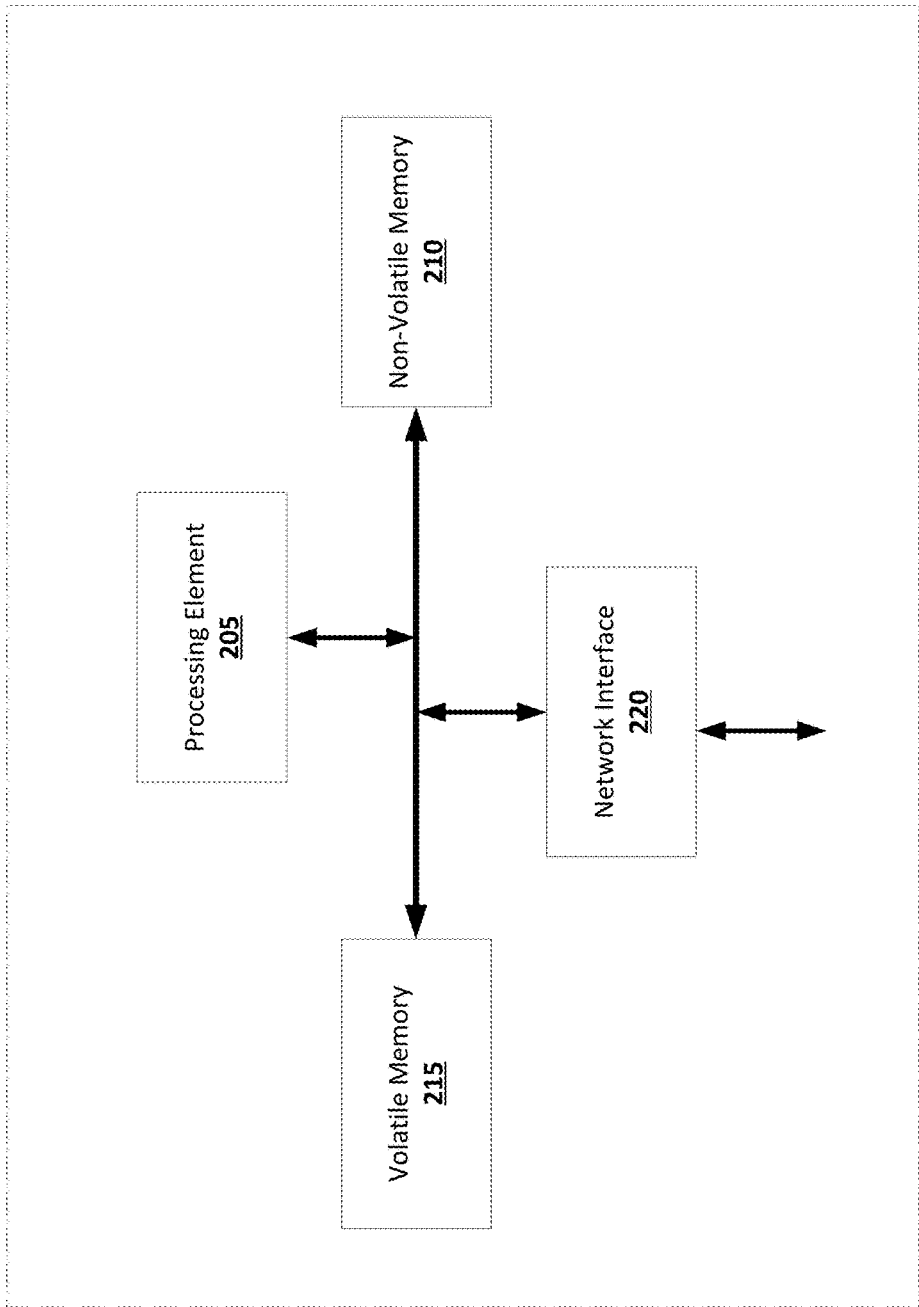 Processing Element
205
Non-Volatile Memory
210
Volatile Memory
215
Network Interface
220